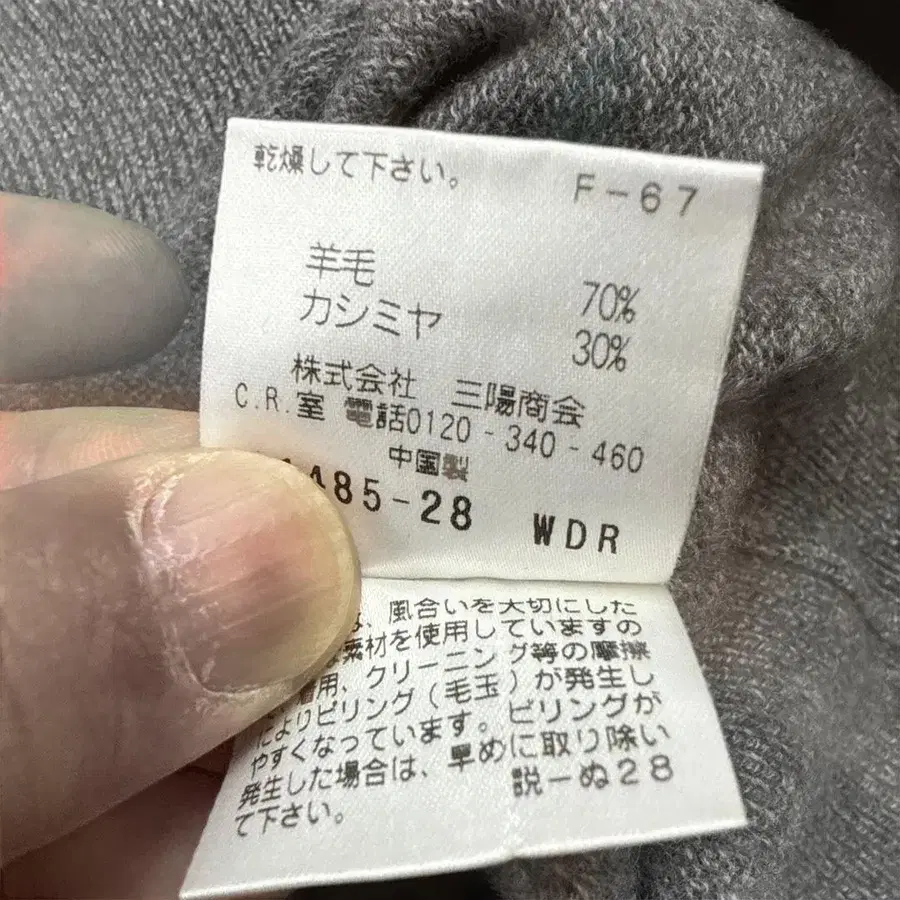 乾燥して下さい。
F-67
羊毛 70%
カシミヤ 30%
株式会社 三陽商会
C.R.室 電話0120-340-460
中国製
485-28 WDR
、風合いを大切にした
素材を使用していますの
着用、クリーニング等の摩擦
によりピリング(毛玉)が発生し
やすくなっています。ピリングが
発生した場合は、早めに取り除い
て下さい。
説ーぬ28